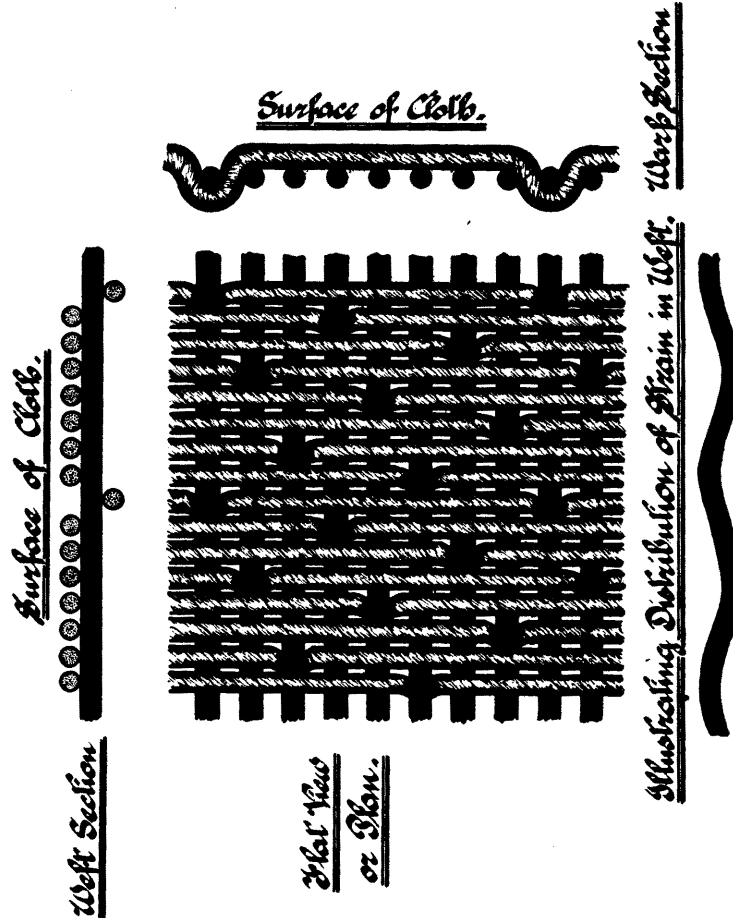 Surface of Cloth.
Warp Section
Surface of Cloth.
Illustrating Distribution of Strain in Weft.
Weft Section
Flat View
or Plan.